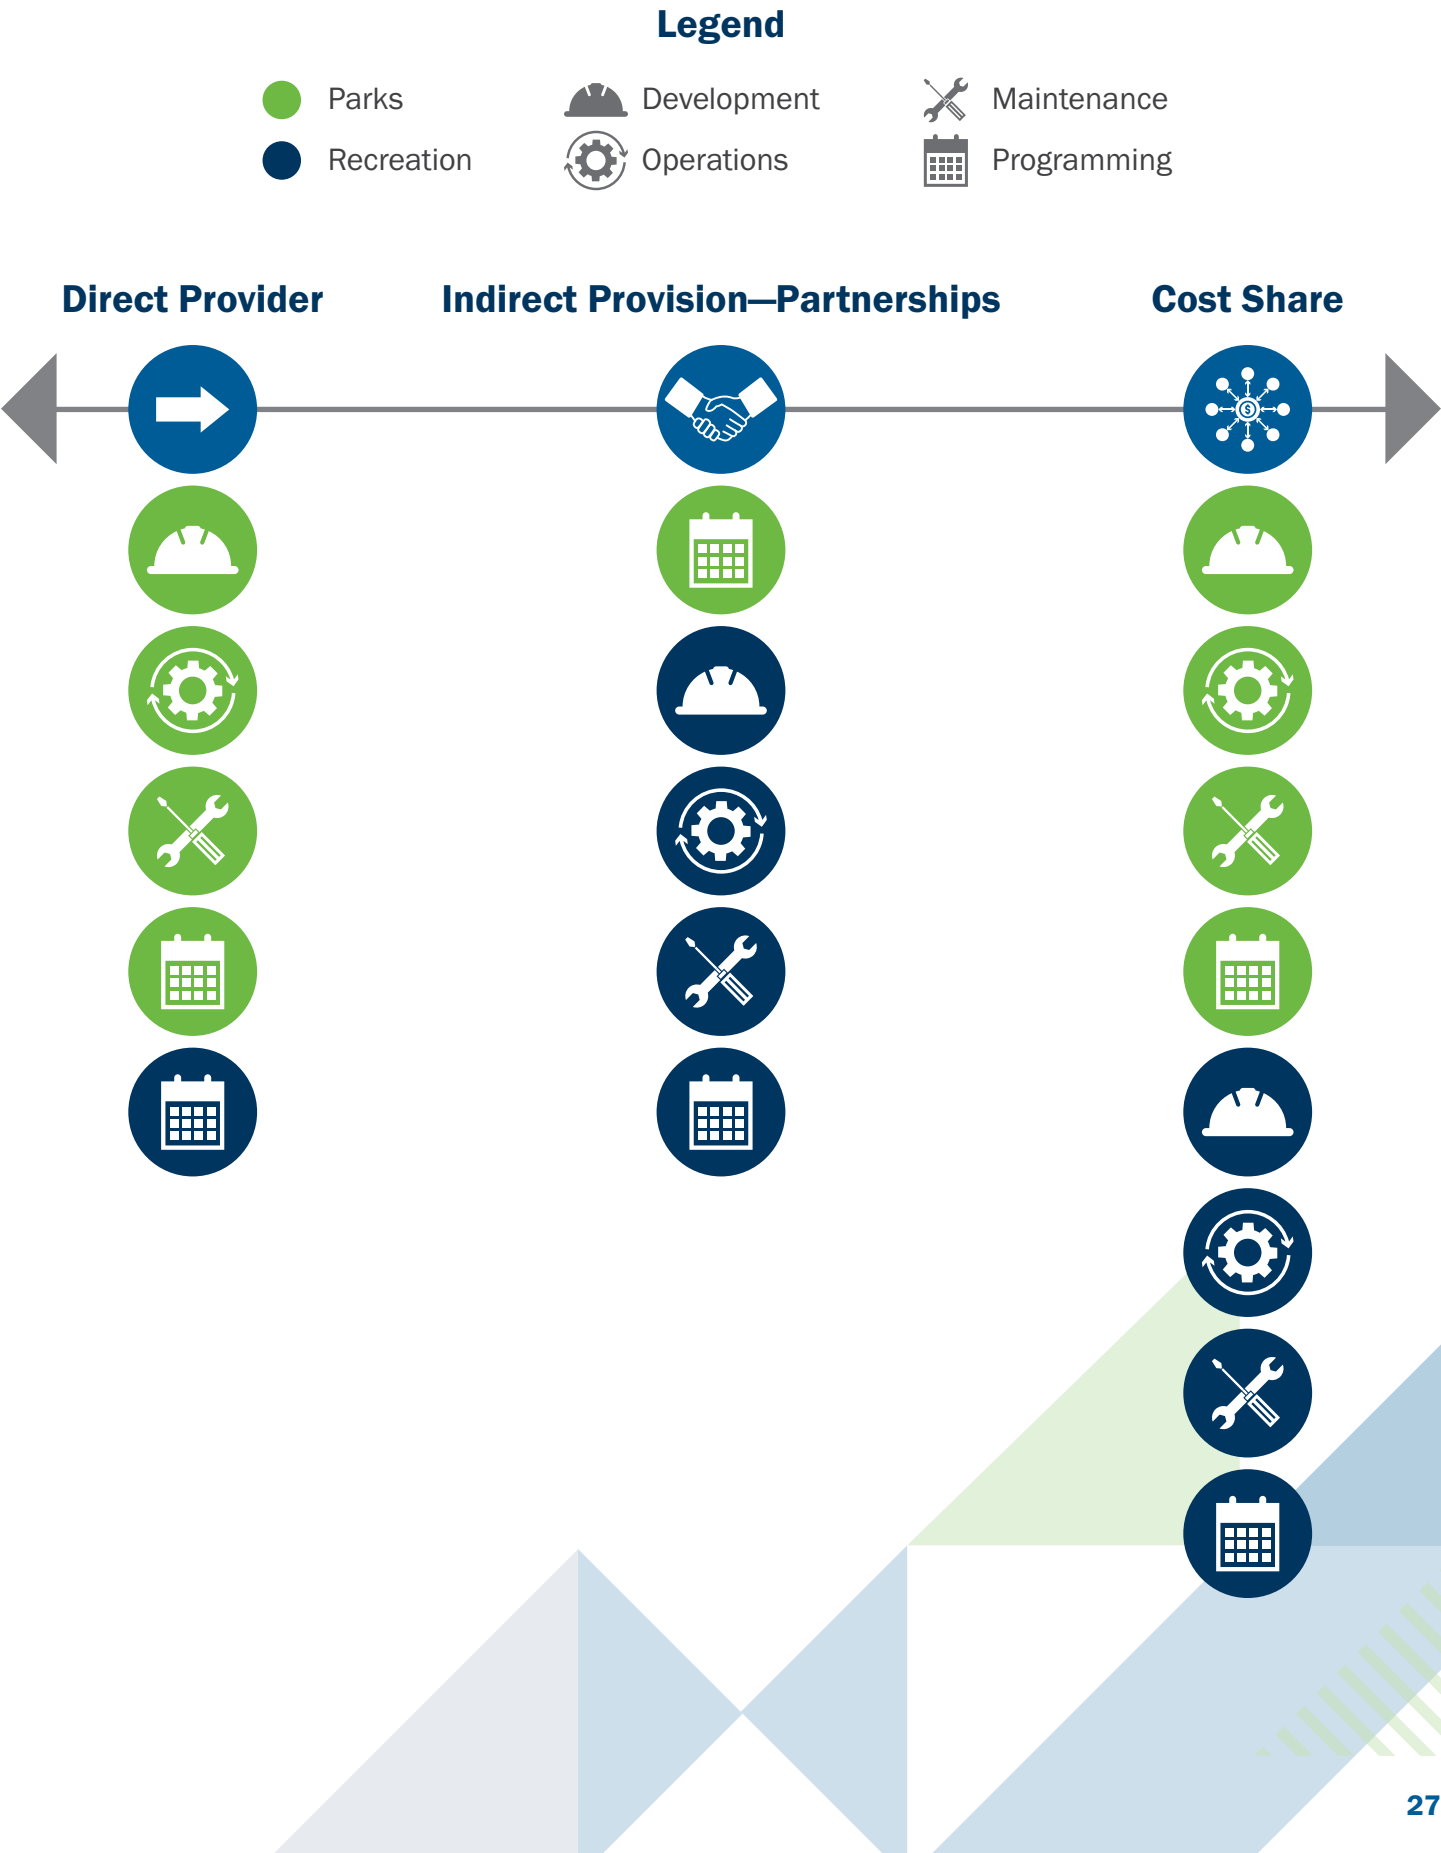 Legend
Parks
Development
Maintenance
Recreation
Operations
Programming
Direct Provider
Indirect Provision—Partnerships
Cost Share
$
27